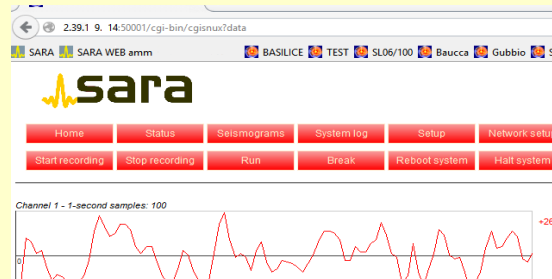 2.39.1 9. 14:50001/cgi-bin/cgisnux?data
SARA SARA WEB amm BASILICE TEST SL06/100 Baucca Gubbio S
sara
Home Status Seismograms System log Setup Network setu
Start recording Stop recording Run Break Reboot system Halt system
Channel 1 - 1-second samples: 100
+26
0